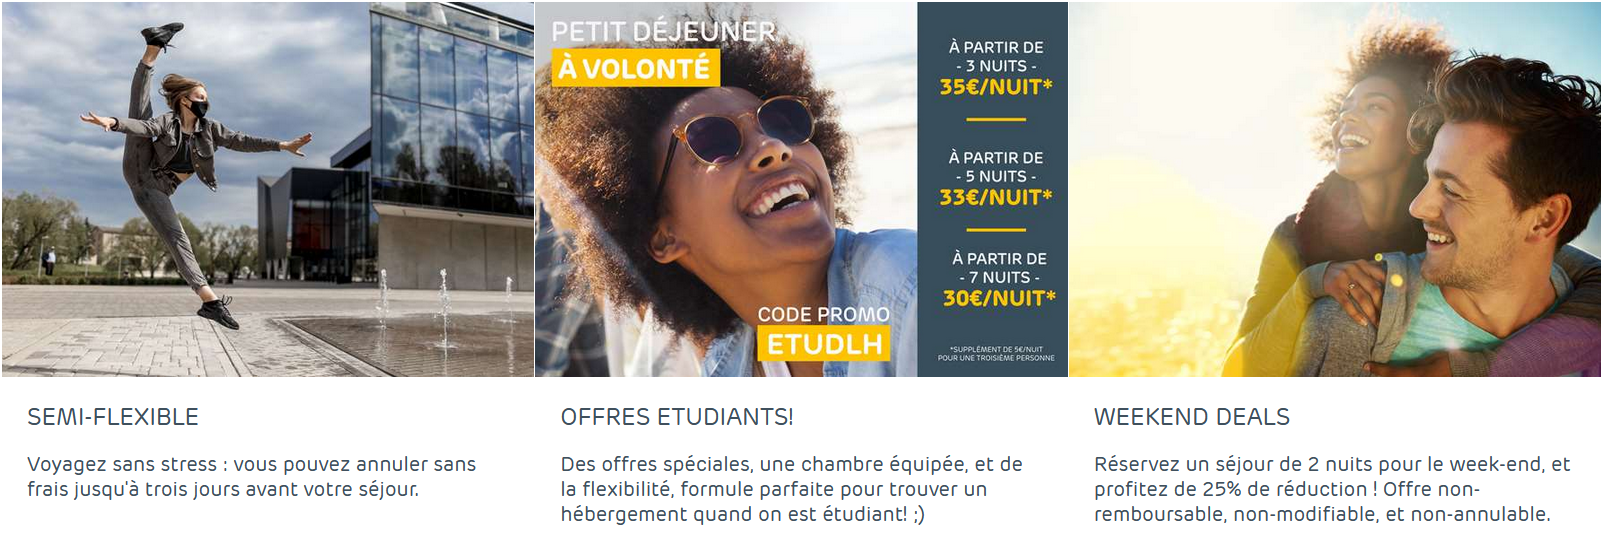 PETIT DÉJEUNER
À VOLONTÉ
CODE PROMO
ETUDLH
À PARTIR DE
- 3 NUITS -
35€/NUIT*
À PARTIR DE
- 5 NUITS -
33€/NUIT*
À PARTIR DE
- 7 NUITS -
30€/NUIT*
*SUPPLÉMENT DE 5€/NUIT
POUR UNE TROISIÈME PERSONNE
SEMI-FLEXIBLE
Voyagez sans stress : vous pouvez annuler sans
frais jusqu'à trois jours avant votre séjour.
OFFRES ETUDIANTS!
Des offres spéciales, une chambre équipée, et de
la flexibilité, formule parfaite pour trouver un
hébergement quand on est étudiant! ;)
WEEKEND DEALS
Réservez un séjour de 2 nuits pour le week-end, et
profitez de 25% de réduction ! Offre non-
remboursable, non-modifiable, et non-annulable.